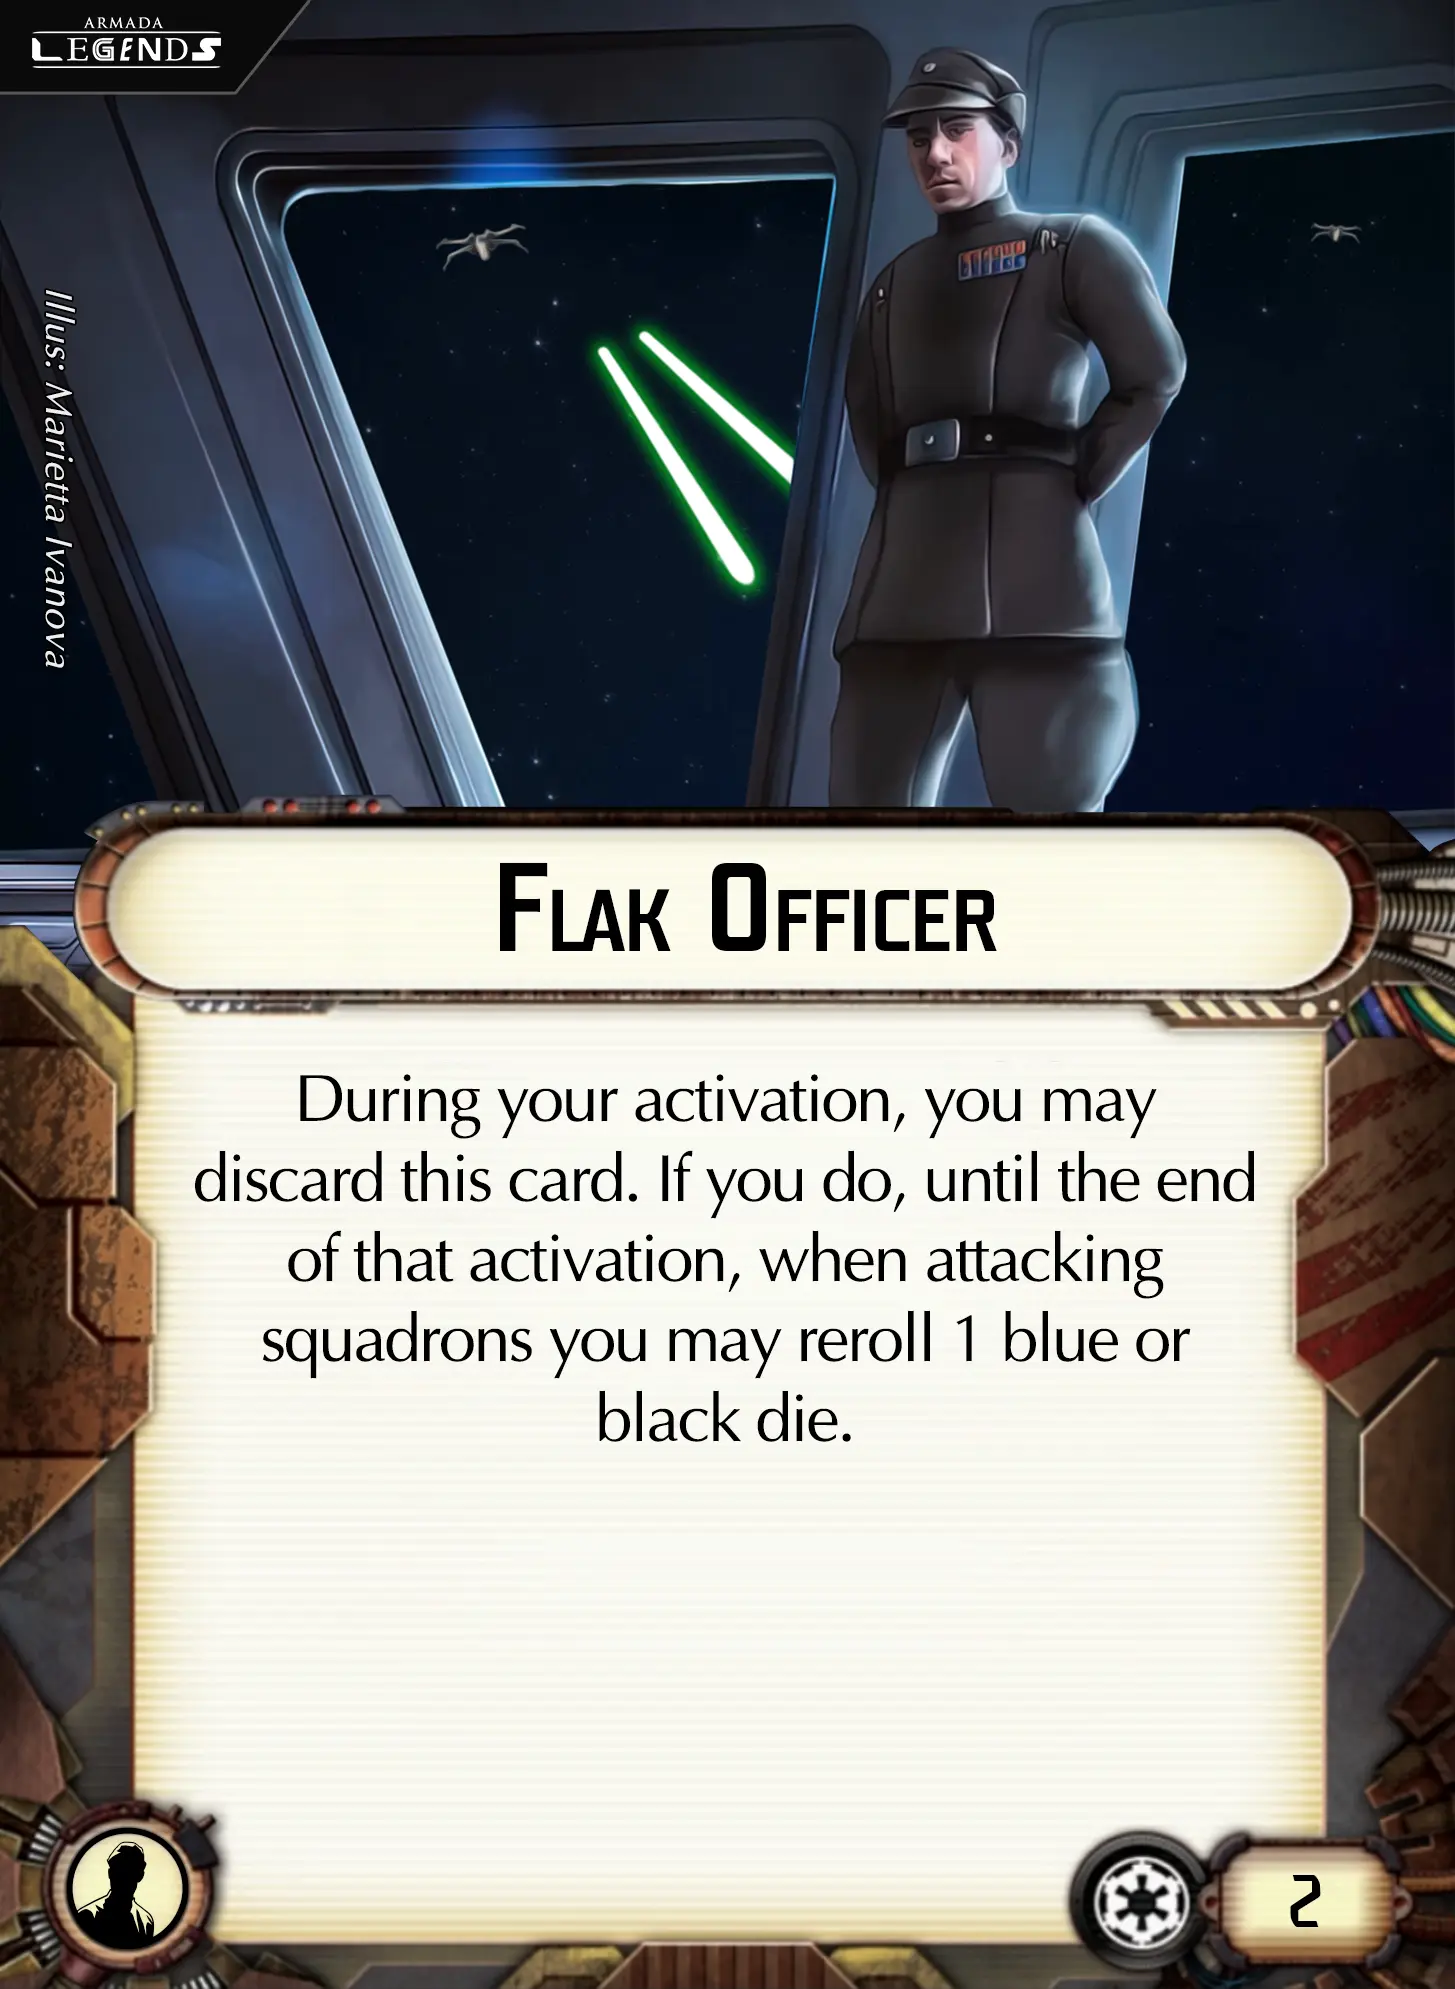 ARMADA
LEGENDS
Illus: Marietta Ivanova
FLAK OFFICER
During your activation, you may
discard this card. If you do, until the end
of that activation, when attacking
squadrons you may reroll 1 blue or
black die.
2